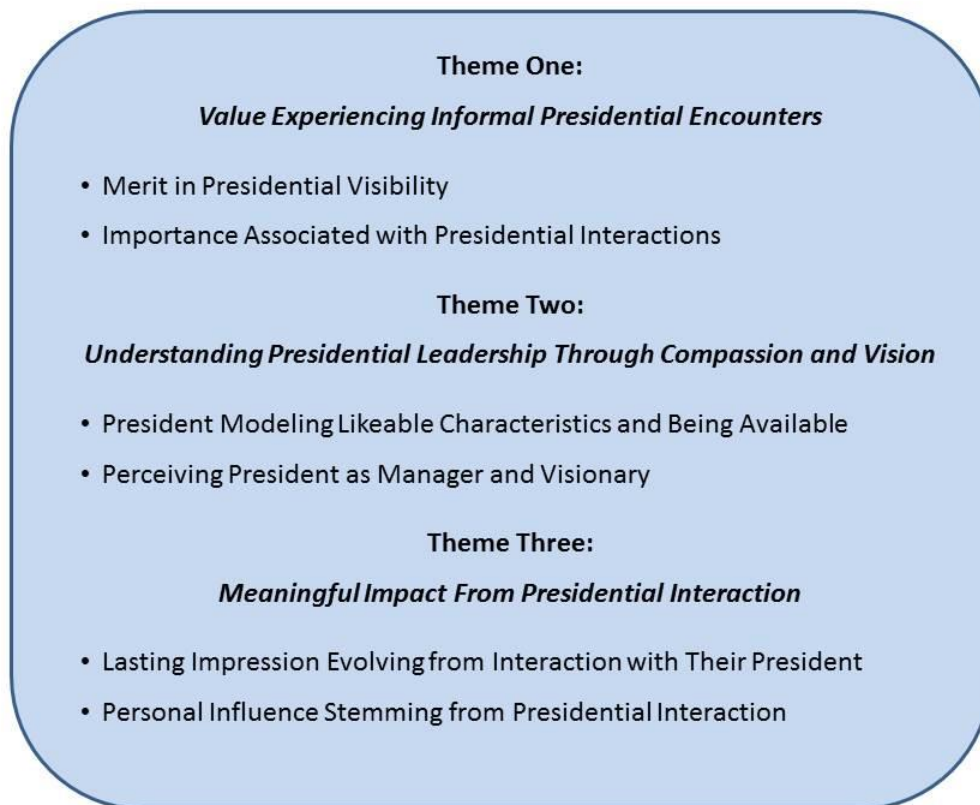 Theme One:
Value Experiencing Informal Presidential Encounters
• Merit in Presidential Visibility
• Importance Associated with Presidential Interactions
Theme Two:
Understanding Presidential Leadership Through Compassion and Vision
• President Modeling Likeable Characteristics and Being Available
• Perceiving President as Manager and Visionary
Theme Three:
Meaningful Impact From Presidential Interaction
• Lasting Impression Evolving from Interaction with Their President
• Personal Influence Stemming from Presidential Interaction